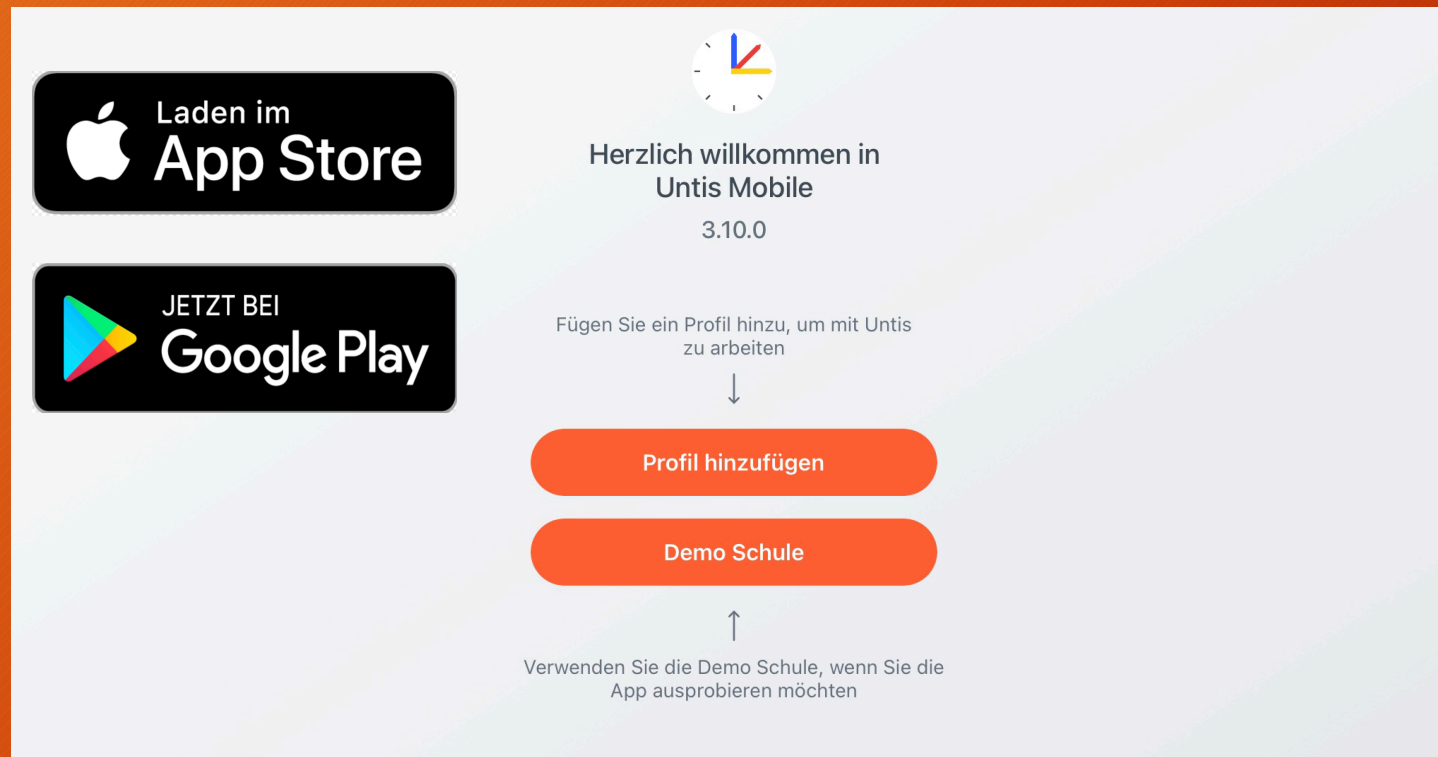 Laden im
App Store
JETZT BEI
Google Play
Herzlich willkommen in
Untis Mobile
3.10.0
Fügen Sie ein Profil hinzu, um mit Untis
zu arbeiten
Profil hinzufügen
Demo Schule
Verwenden Sie die Demo Schule, wenn Sie die
App ausprobieren möchten